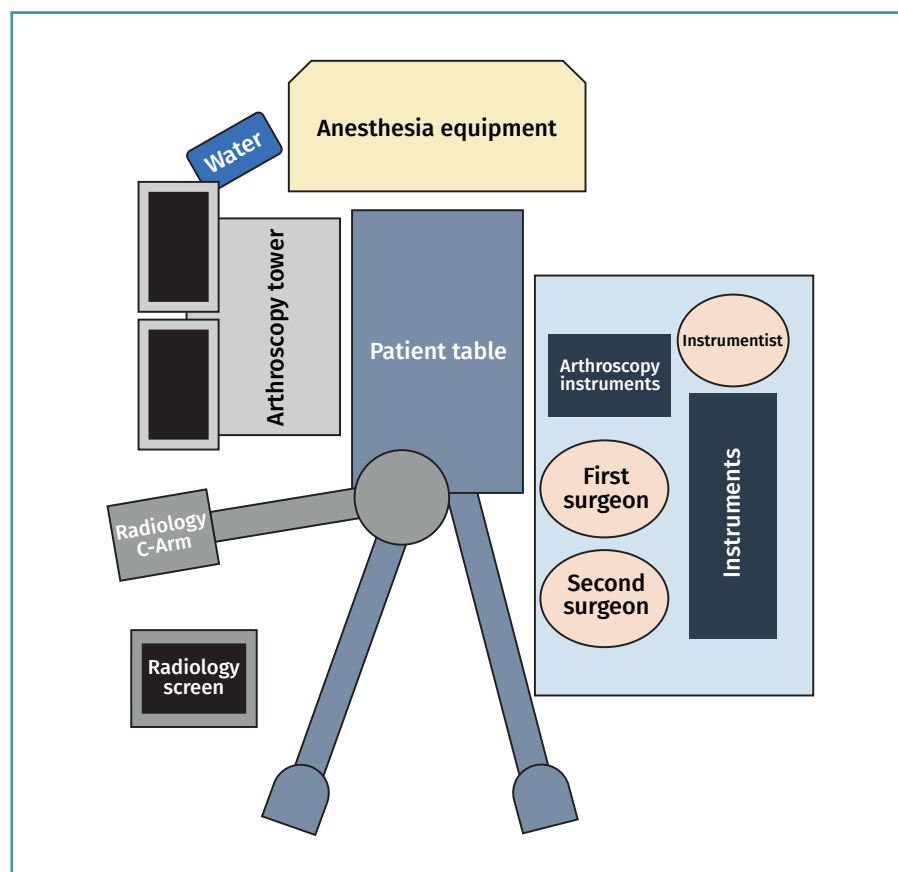 Anesthesia equipment
Water
Arthroscopy tower
Patient table
Instrumentist
Arthroscopy
instruments
First
surgeon
Instruments
Radiology
C-Arm
Second
surgeon
Radiology
screen